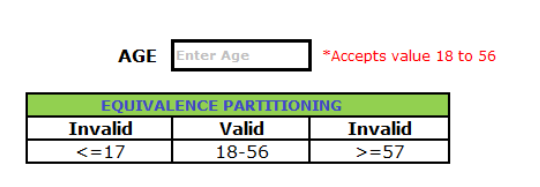 AGE Enter Age *Accepts value 18 to 56
EQUIVALENCE PARTITIONING
Invalid Valid Invalid
<=17 18-56 >=57